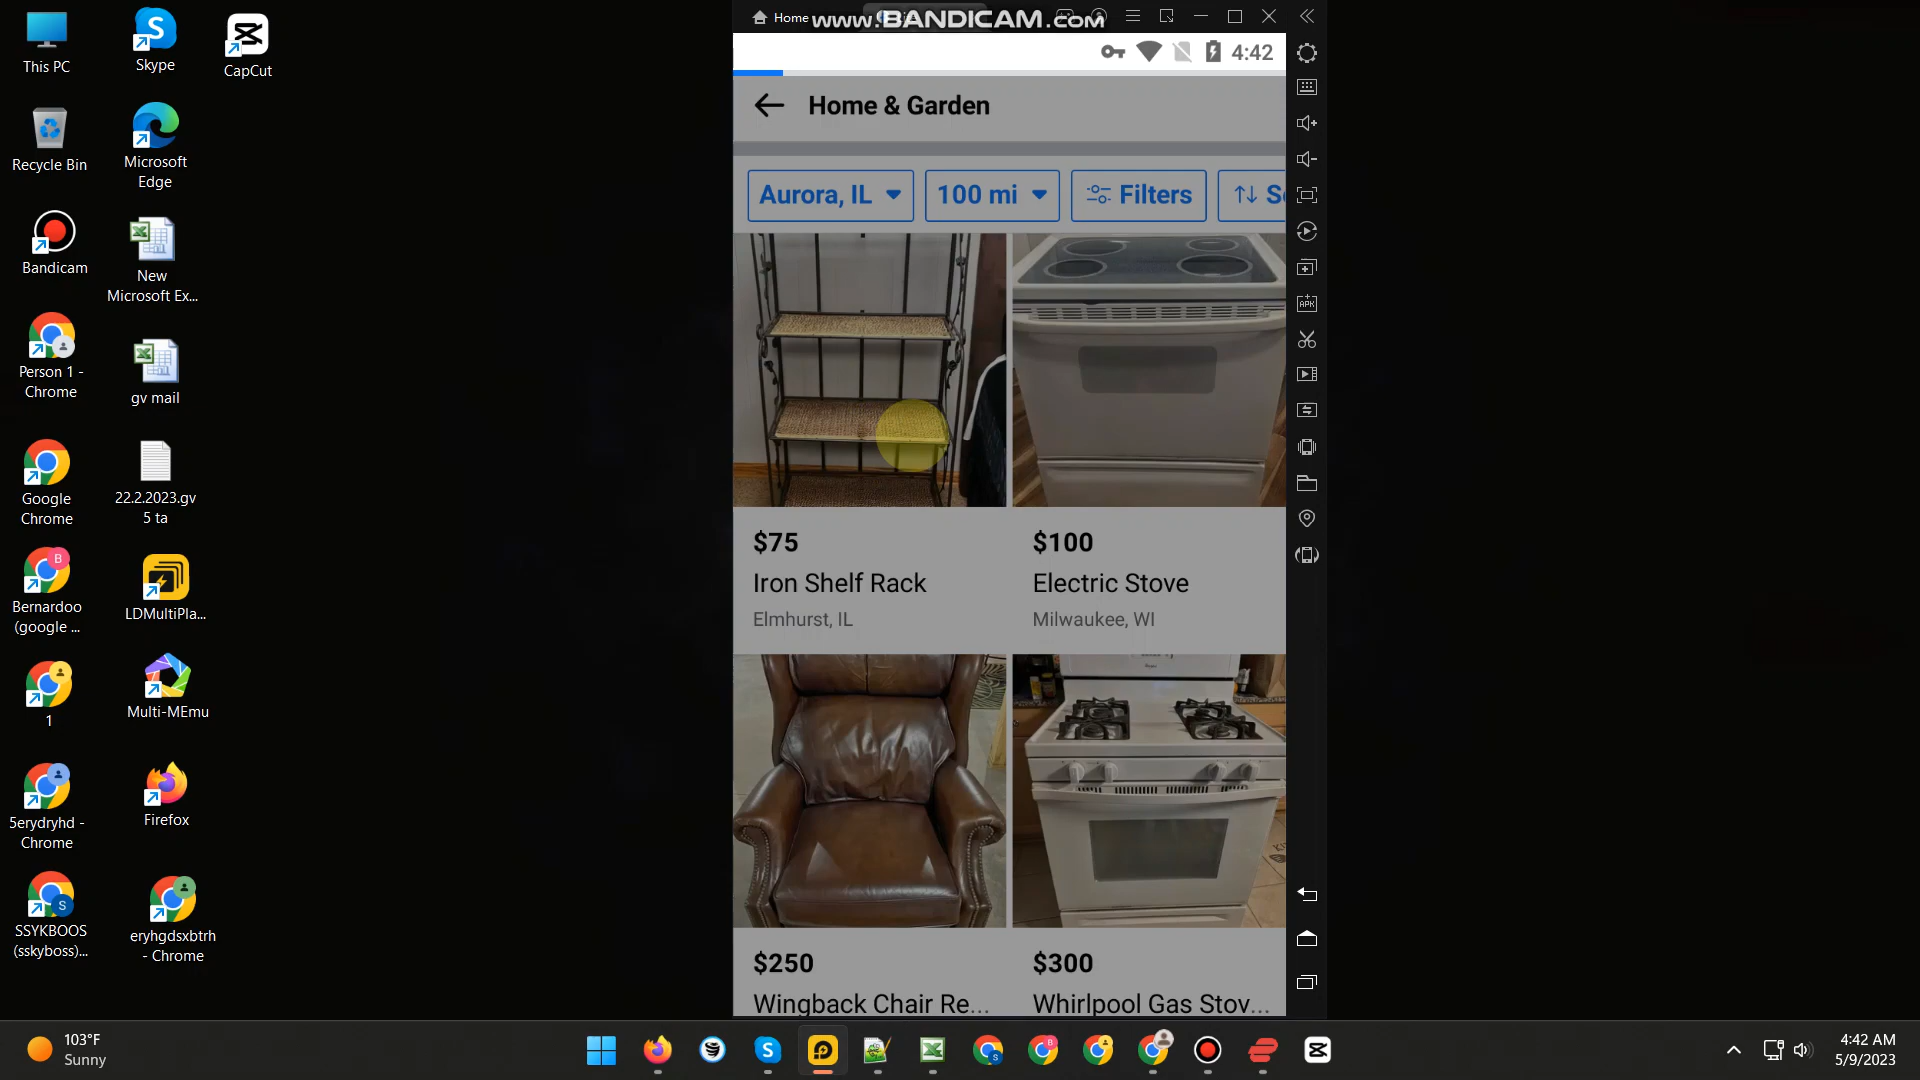 This PC
Skype
CapCut
Recycle Bin
Microsoft
Edge
Bandicam
New
Microsoft Ex...
Person 1 -
Chrome
gv mail
Google
Chrome
22.2.2023.gv
5 ta
Bernardoo
(google ...
LDMultiPla...
1
Multi-MEmu
5erydryhd -
Chrome
Firefox
SSYKBOOS
(sskyboss)...
eryhgdsxbtrh
- Chrome
Home
www.BANDICAM.com
4:42
Home & Garden
Aurora, IL
100 mi
Filters
$75
Iron Shelf Rack
Elmhurst, IL
$100
Electric Stove
Milwaukee, WI
$250
Wingback Chair Re...
$300
Whirlpool Gas Stov...
APK
103°F
Sunny
4:42 AM
5/9/2023